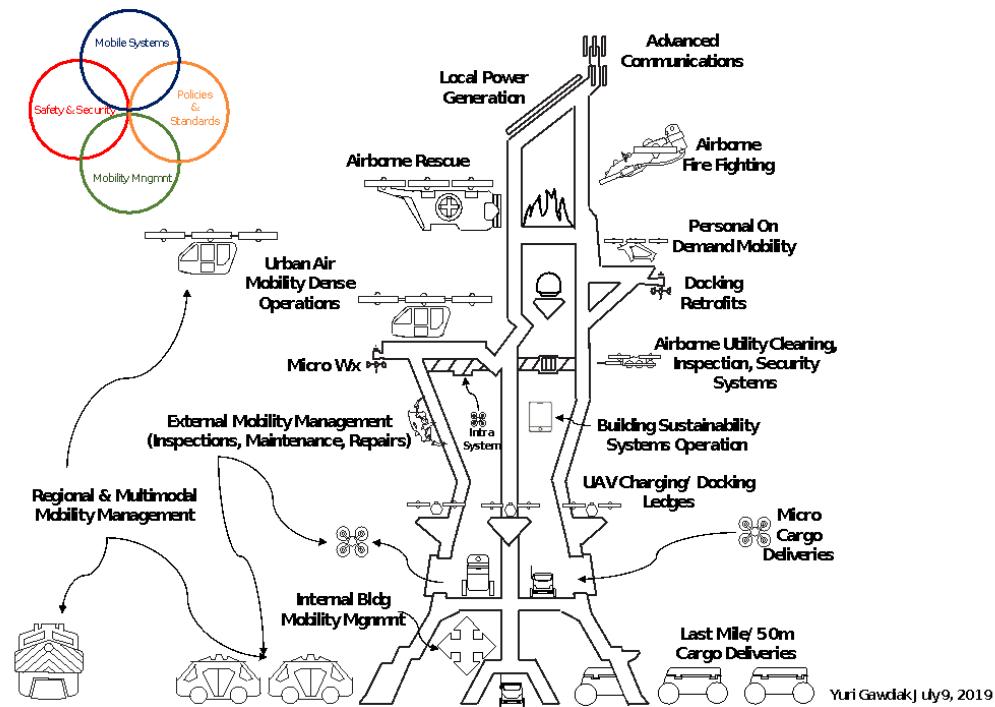 Mobile Systems
Safety & Security
Policies
&
Standards
Mobility Mngmnt
Advanced
Communications
Local Power
Generation
Airborne Rescue
Airborne
Fire Fighting
Personal On
Demand Mobility
Urban Air
Mobility Dense
Operations
Docking
Retrofits
Micro Wx
Airborne Utility Cleaning,
Inspection, Security
Systems
External Mobility Management
(Inspections, Maintenance, Repairs)
Intra
System
Building Sustainability
Systems Operation
Regional & Multimodal
Mobility Management
UAV Charging/ Docking
Ledges
Micro
Cargo
Deliveries
Internal Bldg
Mobility Mgnmnt
Last Mile/ 50m
Cargo Deliveries
Yuri Gawdiak July 9, 2019